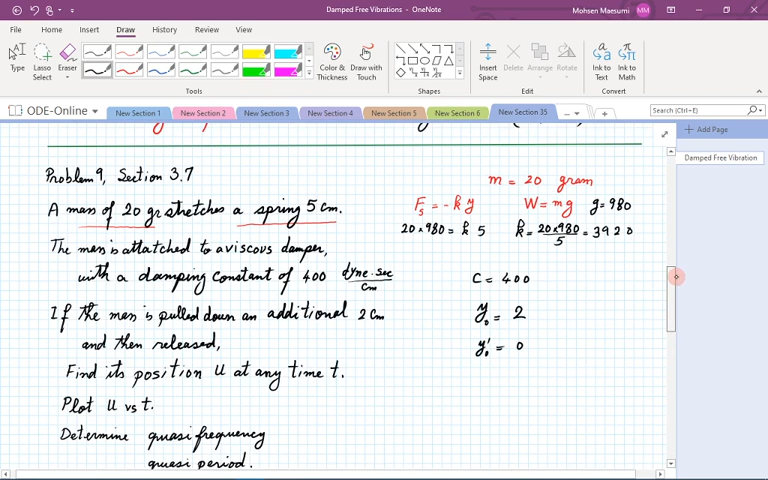 Damped Free Vibrations - OneNote
Mohsen Maesumi MM
File Home Insert Draw History Review View
Type Lasso Select Eraser Color & Thickness Draw with Touch Insert Space Delete Arrange Rotate Ink to Text Ink to Math
Tools Shapes Edit Convert
ODE-Online New Section 1 New Section 2 New Section 3 New Section 4 New Section 5 New Section 6 New Section 35 Search (Ctrl+E)
Add Page
Damped Free Vibration
Problem 9, Section 3.7
m = 20 gram
A mass of 20 gr stretches a spring 5 cm.
Fs = -k y W = mg g = 980
20×980 = k 5 k = 20×980/5 = 3920
The mass is attatched to a viscous damper,
with a damping constant of 400 dyne.sec/cm
c = 400
If the mass is pulled down an additional 2 cm
y₀ = 2
and then released,
y₀' = 0
Find its position u at any time t.
Plot u vs t.
Determine quasi frequency
quasi period.